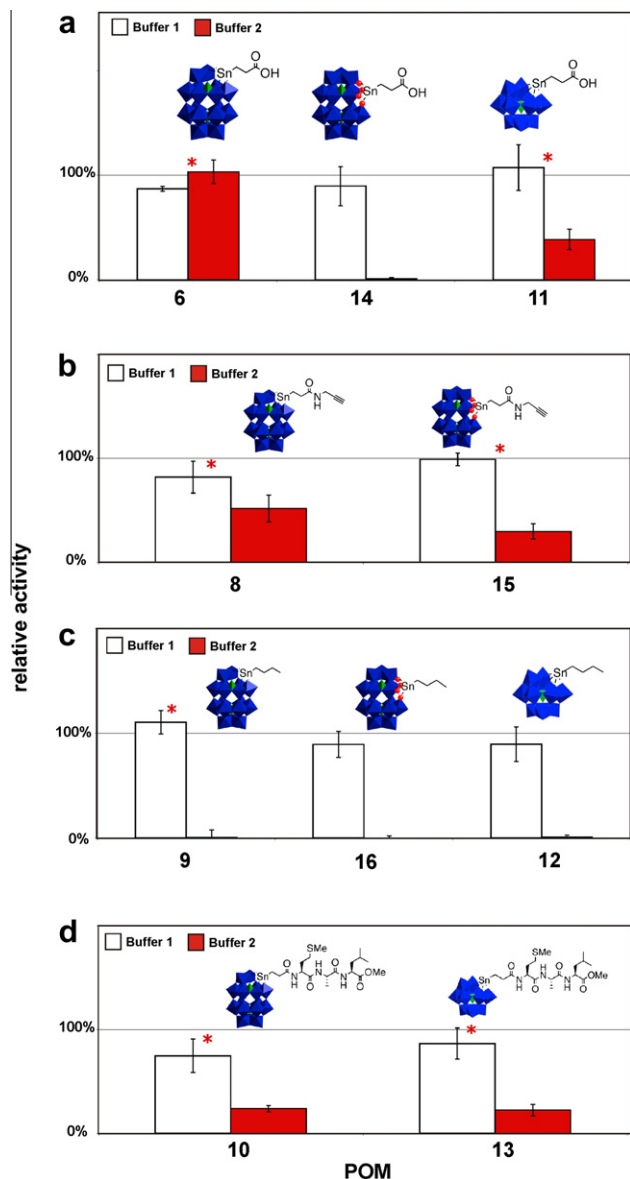 relative activity
a
Buffer 1 Buffer 2
Sn O OH
Sn O OH
Sn O OH
*
*
100%
0%
6 14 11
b
Buffer 1 Buffer 2
Sn O N H
Sn O N H
*
*
100%
0%
8 15
c
Buffer 1 Buffer 2
Sn
Sn
Sn
*
100%
0%
9 16 12
d
Buffer 1 Buffer 2
Sn O N H SMe O H N O N H O OMe
Sn O N H SMe O H N O N H O OMe
*
*
100%
0%
10 13
POM